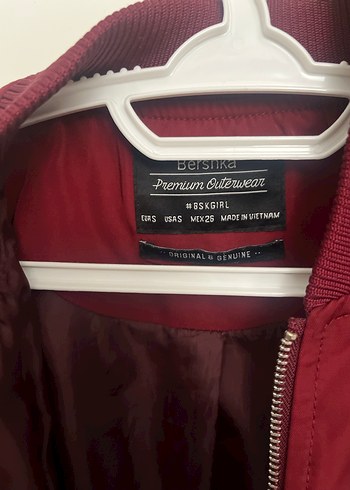 Bershka
Premium Outerwear
#BSKGIRL
EUR S USA S MEX 26 MADE IN VIETNAM
ORIGINAL & GENUINE